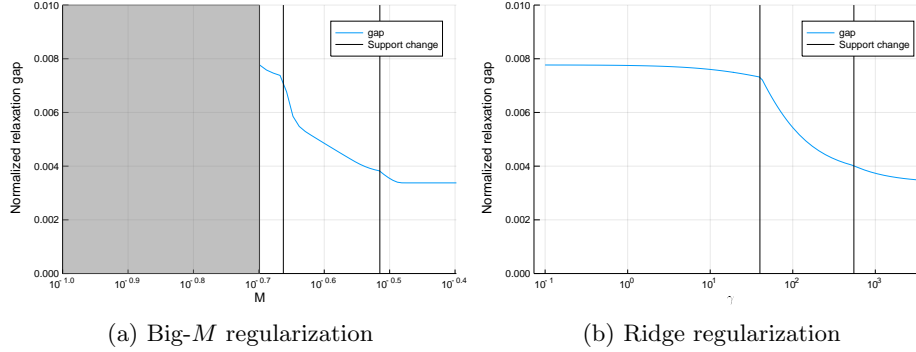 0.010
0.008
0.006
0.004
0.002
0.000
Normalized relaxation gap
gap
Support change
10^-1.0 10^-0.9 10^-0.8 10^-0.7 10^-0.6 10^-0.5 10^-0.4
M
(a) Big-M regularization
0.010
0.008
0.006
0.004
0.002
0.000
Normalized relaxation gap
gap
Support change
10^-1 10^0 10^1 10^2 10^3
γ
(b) Ridge regularization